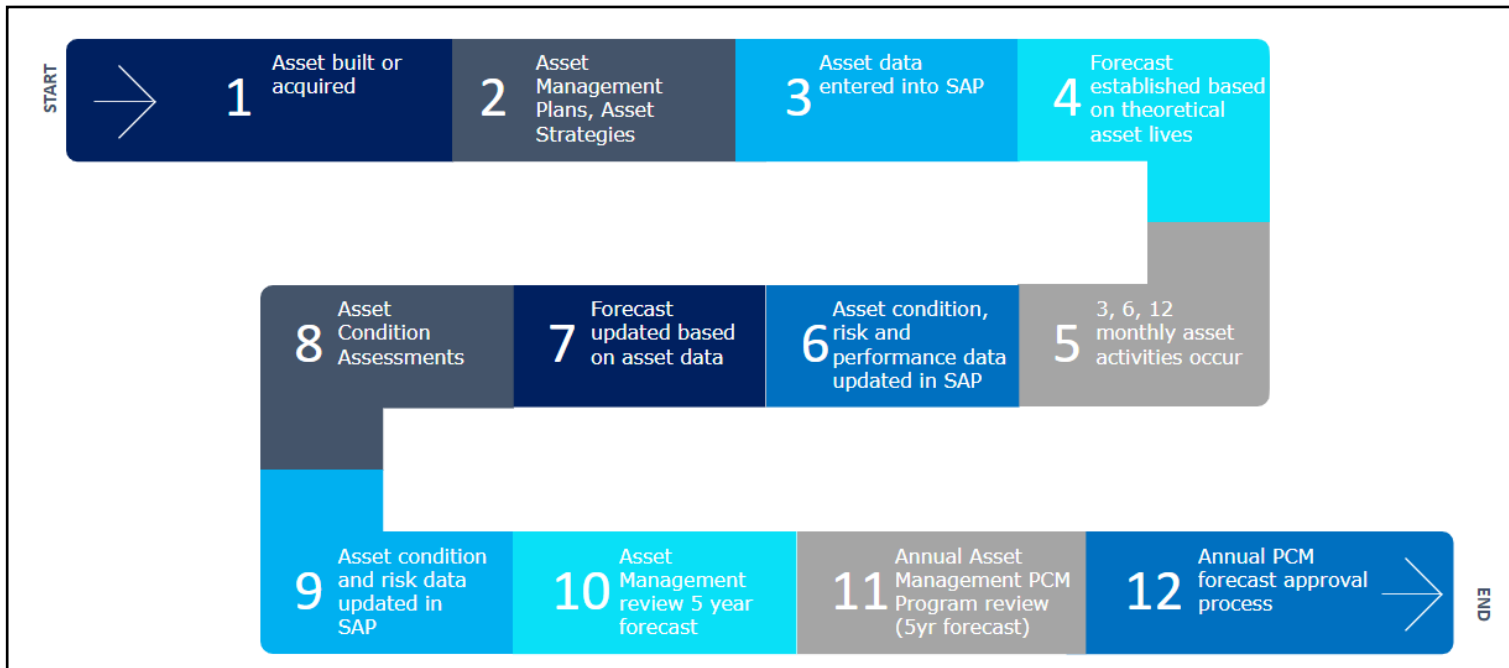 START
1
Asset built or
acquired
2
Asset
Management
Plans, Asset
Strategies
3
Asset data
entered into SAP
4
Forecast
established based
on theoretical
asset lives
5
3, 6, 12
monthly asset
activities occur
6
Asset condition,
risk and
performance data
updated in SAP
7
Forecast
updated based
on asset data
8
Asset
Condition
Assessments
9
Asset condition
and risk data
updated in
SAP
10
Asset
Management
review 5 year
forecast
11
Annual Asset
Management PCM
Program review
(5yr forecast)
12
Annual PCM
forecast approval
process
END